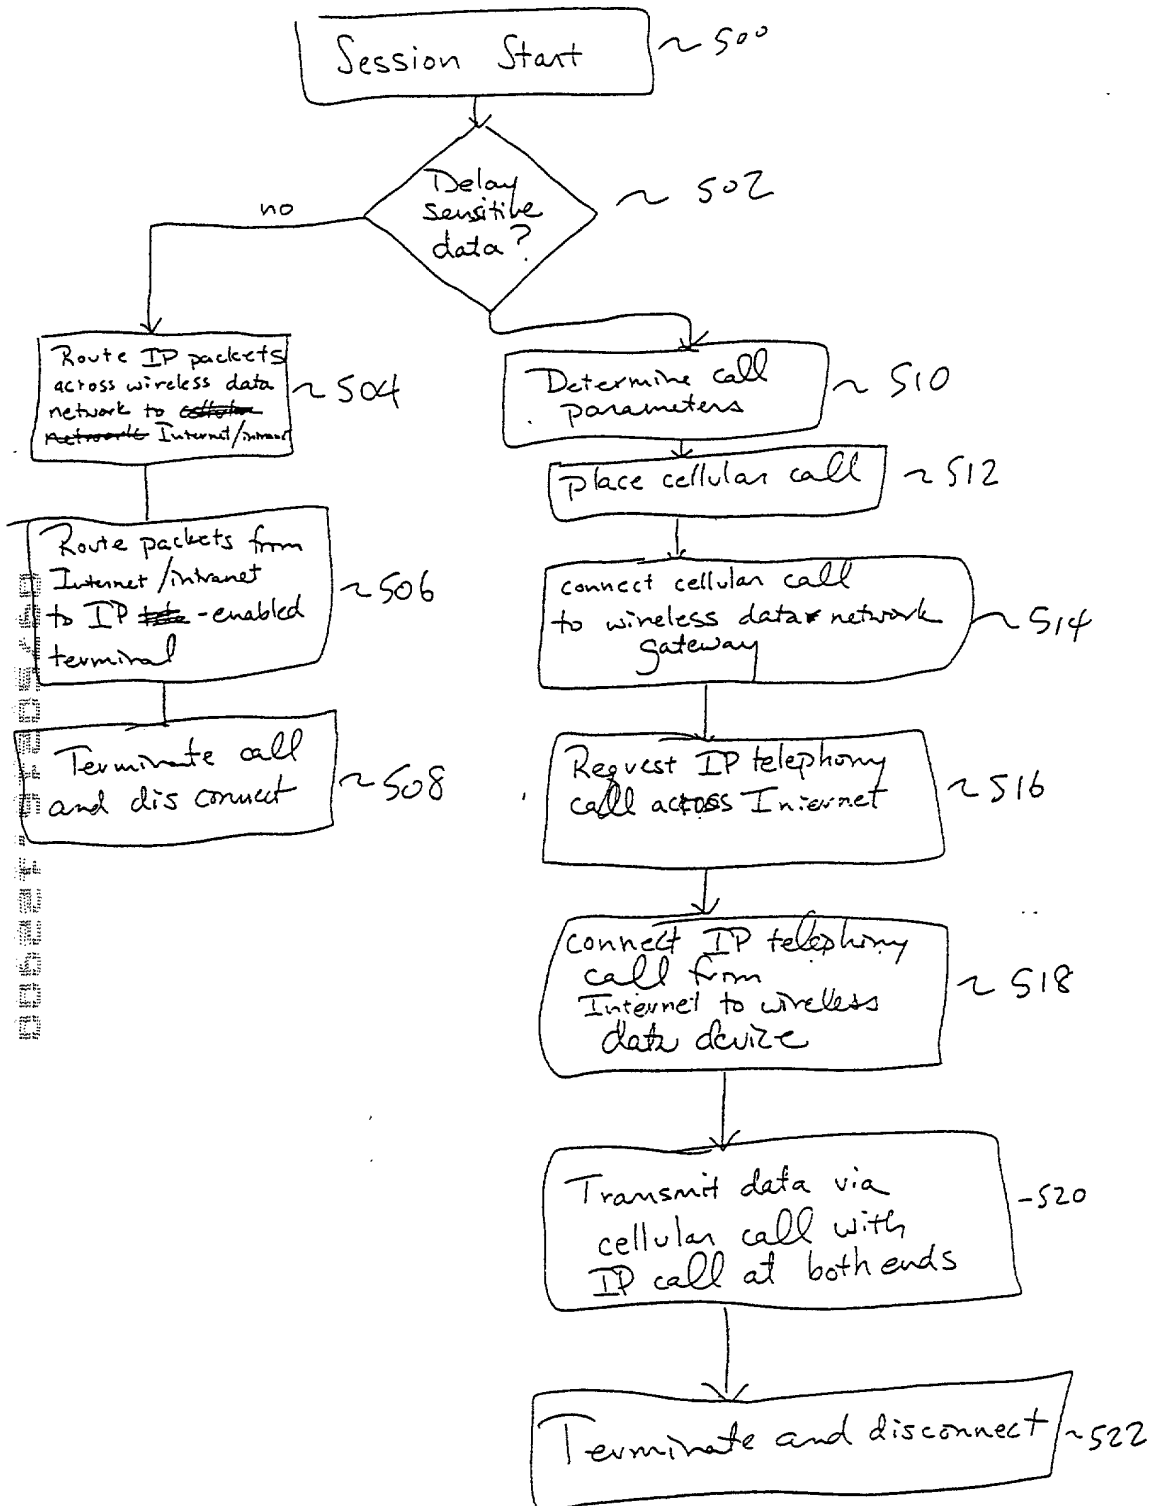 Session Start
~ 500
Delay
sensitive
data?
~ 502
no
Route IP packets
across wireless data
network to cellular
network Internet/intranet
~ 504
Route packets from
Internet/intranet
to IP -enabled
terminal
~ 506
Terminate call
and dis connect
~ 508
Determine call
parameters
~ 510
place cellular call
~ 512
connect cellular call
to wireless data network
gateway
~ 514
Request IP telephony
call across Internet
~ 516
connect IP telephony
call from
Internet to wireless
data device
~ 518
Transmit data via
cellular call with
IP call at both ends
-520
Terminate and disconnect
~522